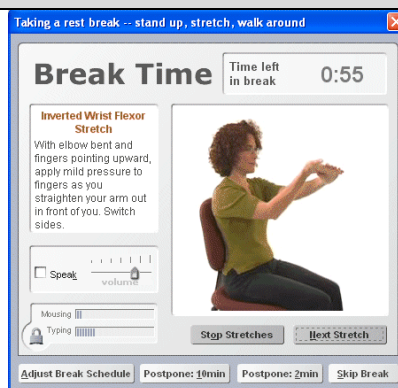 Taking a rest break -- stand up, stretch, walk around
Break Time
Time left
in break
0:55
Inverted Wrist Flexor
Stretch
With elbow bent and
fingers pointing upward,
apply mild pressure to
fingers as you
straighten your arm out
in front of you. Switch
sides.
Speak
volume
Mousing
Typing
Stop Stretches
Next Stretch
Adjust Break Schedule
Postpone: 10min
Postpone: 2min
Skip Break